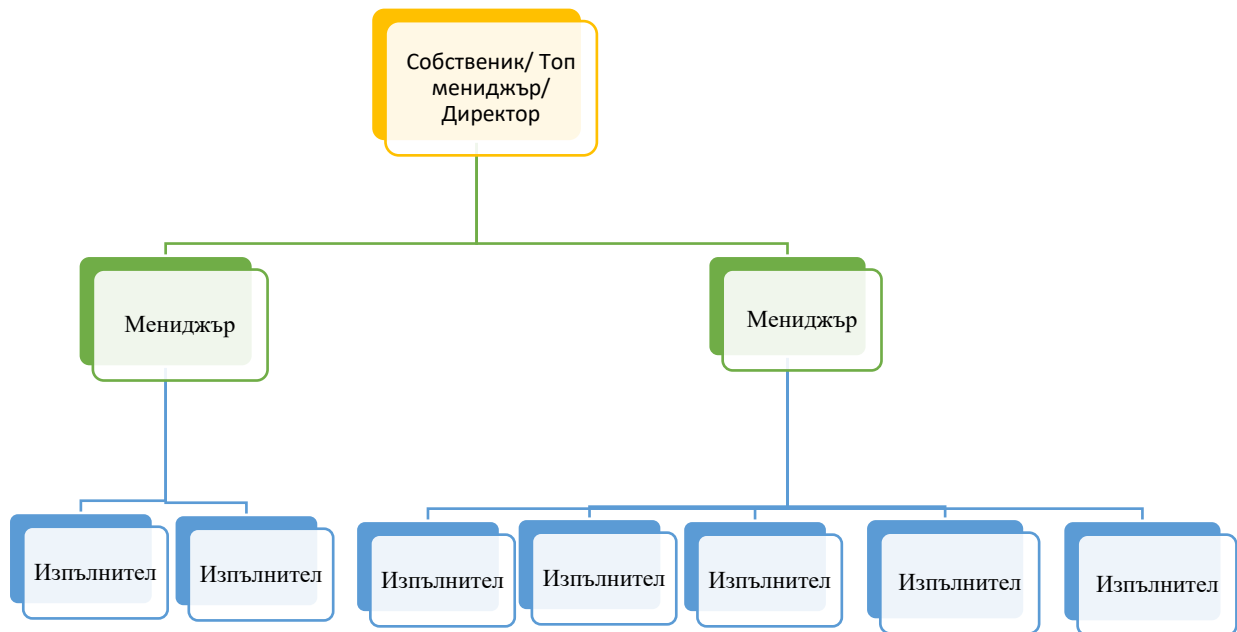 Собственик/ Топ
мениджър/
Директор
Мениджър
Мениджър
Изпълнител
Изпълнител
Изпълнител
Изпълнител
Изпълнител
Изпълнител
Изпълнител